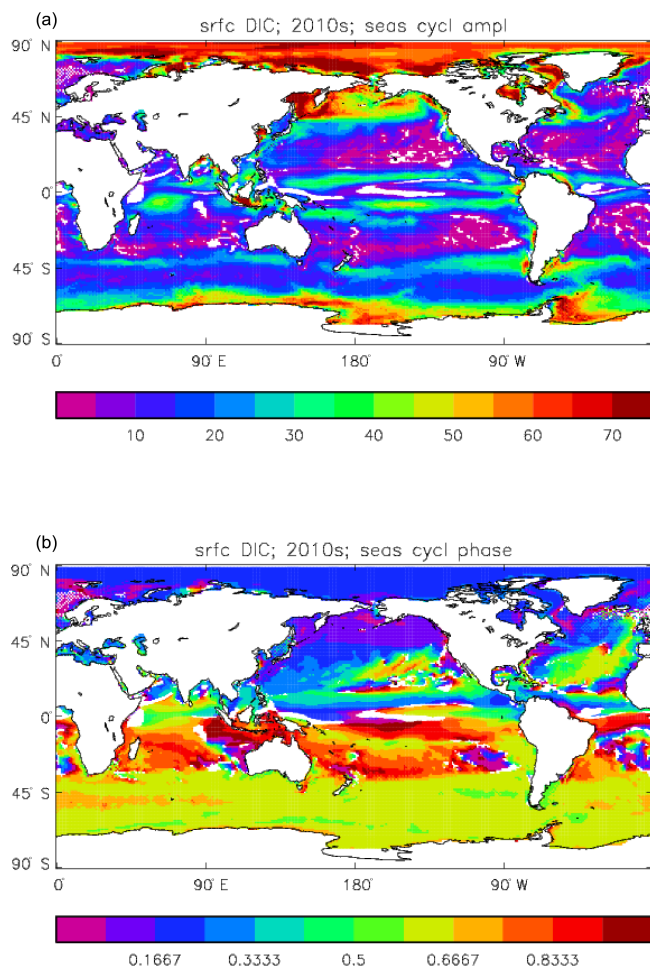 (a)
srfc DIC; 2010s; seas cycl ampl
90° N
45° N
0°
45° S
90° S
0° 90° E 180° 90° W
10 20 30 40 50 60 70
(b)
srfc DIC; 2010s; seas cycl phase
90° N
45° N
0°
45° S
90° S
0° 90° E 180° 90° W
0.1667 0.3333 0.5 0.6667 0.8333